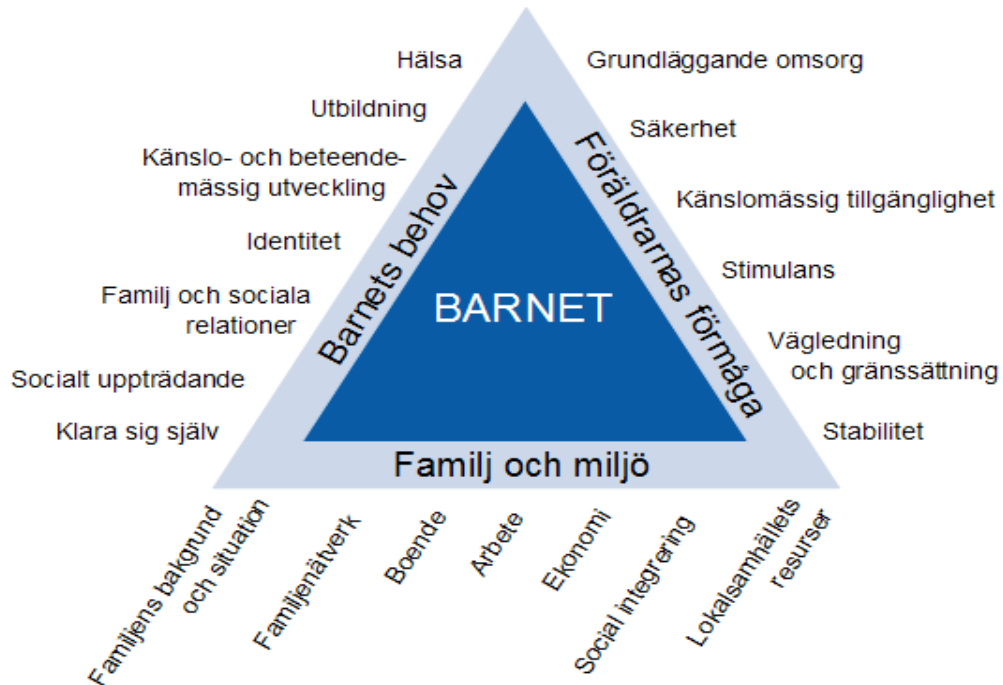 Hälsa
Utbildning
Känslo- och beteende-
mässig utveckling
Identitet
Familj och sociala
relationer
Socialt uppträdande
Klara sig själv
Barnets behov
BARNET
Föräldrarnas förmåga
Grundläggande omsorg
Säkerhet
Känslomässig tillgänglighet
Stimulans
Vägledning
och gränssättning
Stabilitet
Familj och miljö
Familjens bakgrund
och situation
Familjenätverk
Boende
Arbete
Ekonomi
Social integrering
Lokalsamhällets
resurser